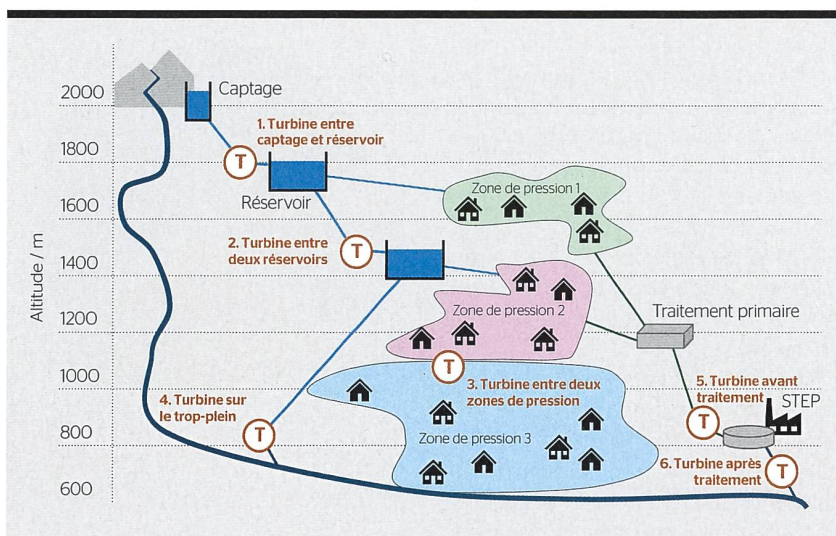 Altitude / m
2000
1800
1600
1400
1200
1000
800
600
Captage
1. Turbine entre
captage et réservoir
T
Réservoir
Zone de pression 1
2. Turbine entre
deux réservoirs
T
Zone de pression 2
Traitement primaire
T
3. Turbine entre deux
zones de pression
4. Turbine sur
le trop-plein
T
Zone de pression 3
5. Turbine avant
traitement
T
STEP
6. Turbine après
traitement
T